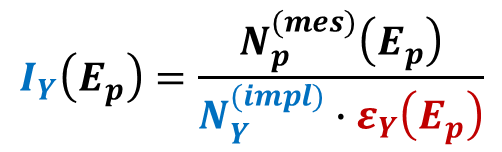 I_Y(E_p) = N_p^(mes)(E_p) / N_Y^(impl) · ε_Y(E_p)